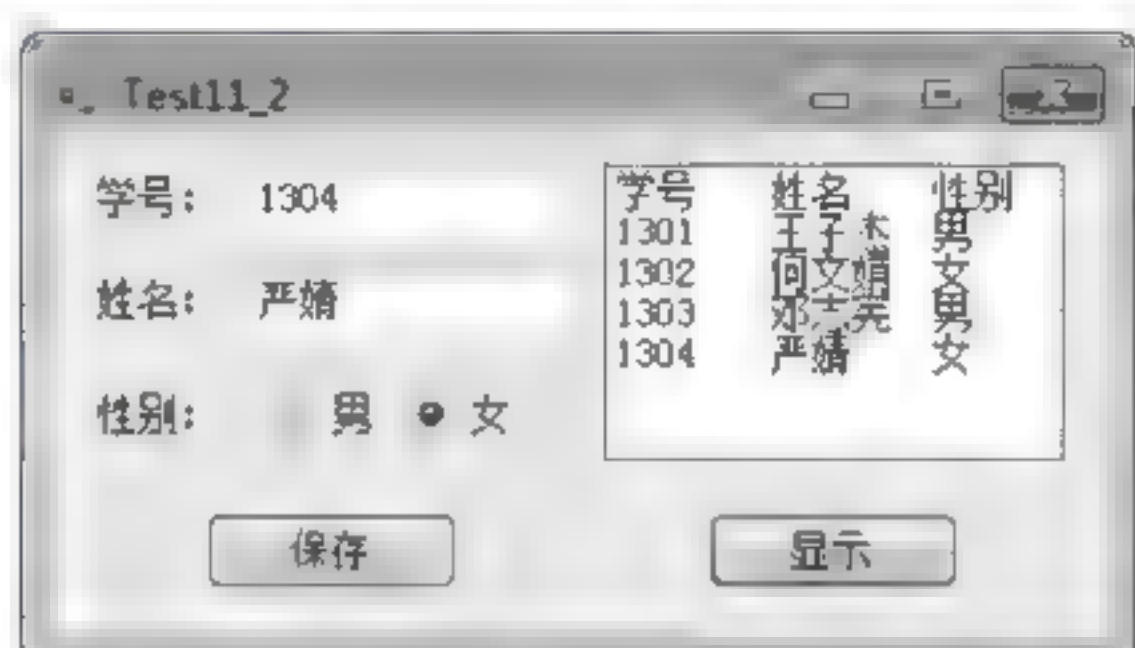 Test11_2
学号： 1304
姓名： 严婧
性别： 男 女
保存
学号 姓名 性别
1301 男
1302 何文娟 女
1303 男
1304 严婧 女
显示